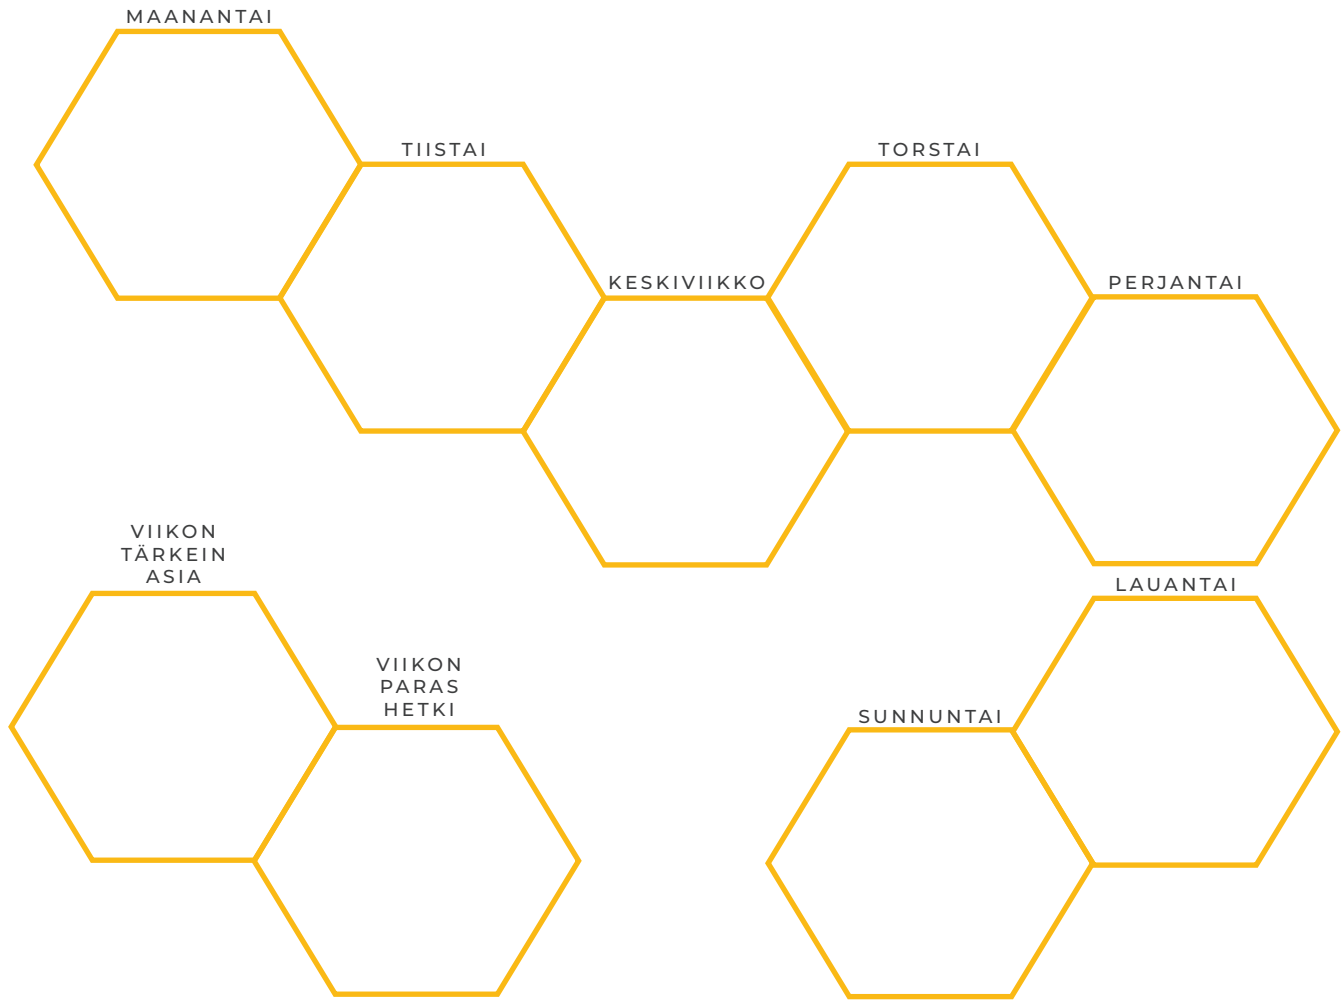 MAANANTAI
TIISTAI
KESKIVIIKKO
TORSTAI
PERJANTAI
LAUANTAI
SUNNUNTAI
VIIKON
TÄRKEIN
ASIA
VIIKON
PARAS
HETKI